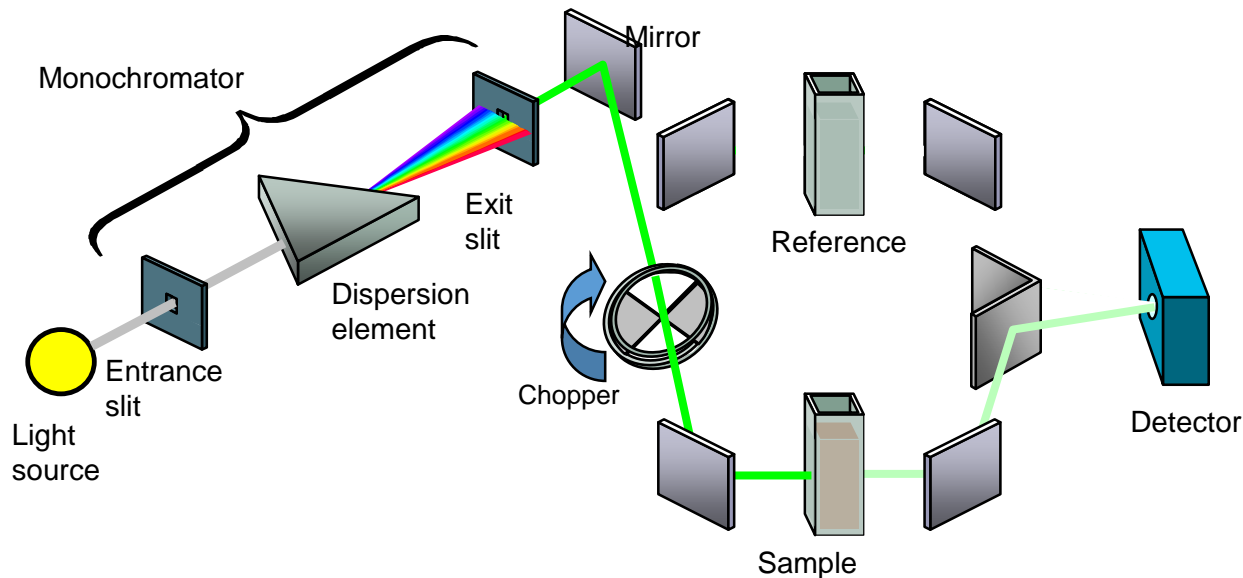 Mirror
Monochromator
Exit
slit
Reference
Dispersion
element
Entrance
slit
Chopper
Light
source
Detector
Sample